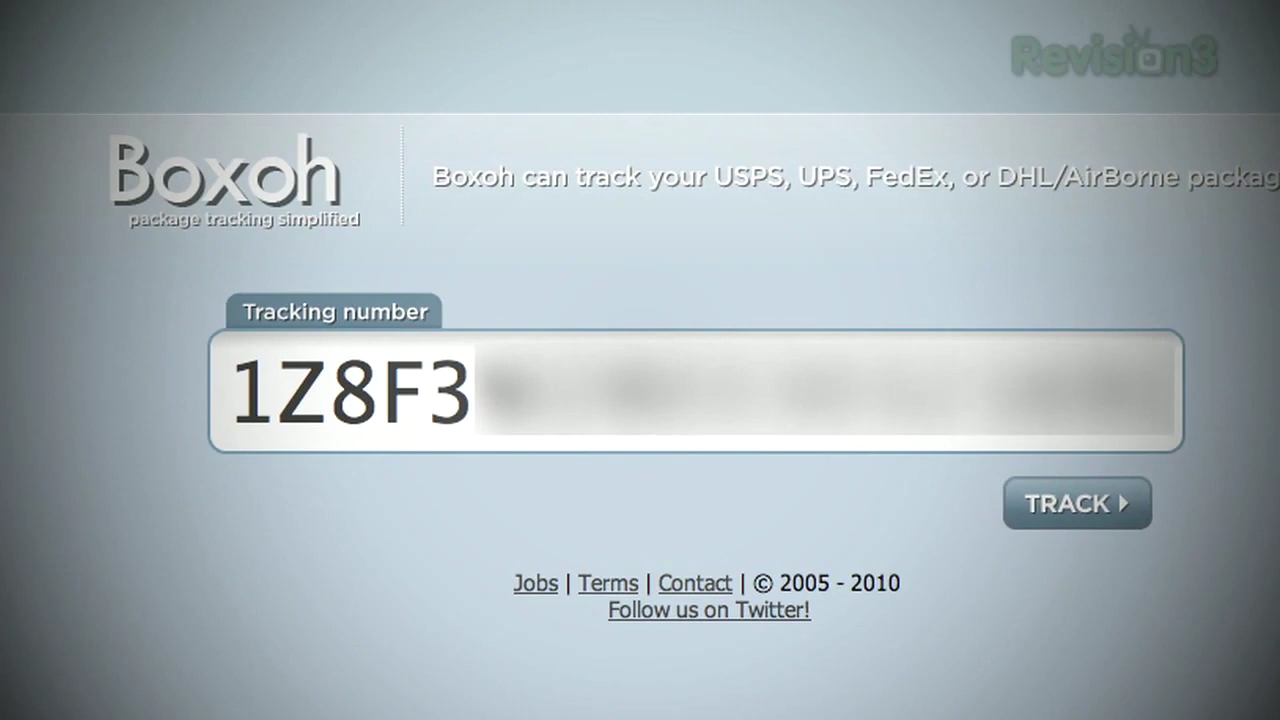 Revision3
Boxoh
package tracking simplified
Boxoh can track your USPS, UPS, FedEx, or DHL/AirBorne packag
Tracking number
1Z8F3
TRACK
Jobs | Terms | Contact | © 2005 - 2010
Follow us on Twitter!